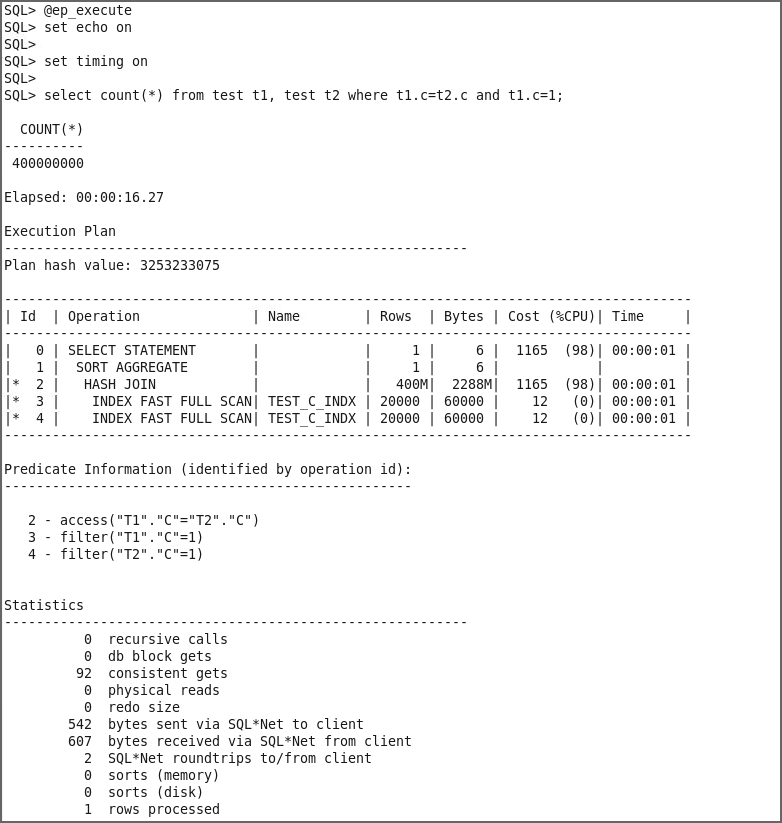 SQL> @ep_execute
SQL> set echo on
SQL>
SQL> set timing on
SQL>
SQL> select count(*) from test t1, test t2 where t1.c=t2.c and t1.c=1;
  COUNT(*)
----------
 400000000
Elapsed: 00:00:16.27
Execution Plan
----------------------------------------------------------
Plan hash value: 3253233075
--------------------------------------------------------------------------------------
| Id  | Operation              | Name        | Rows  | Bytes | Cost (%CPU)| Time     |
--------------------------------------------------------------------------------------
|   0 | SELECT STATEMENT       |             |     1 |     6 |  1165  (98)| 00:00:01 |
|   1 |  SORT AGGREGATE        |             |     1 |     6 |            |          |
|*  2 |   HASH JOIN            |             |   400M|  2288M|  1165  (98)| 00:00:01 |
|*  3 |    INDEX FAST FULL SCAN| TEST_C_INDX | 20000 | 60000 |    12   (0)| 00:00:01 |
|*  4 |    INDEX FAST FULL SCAN| TEST_C_INDX | 20000 | 60000 |    12   (0)| 00:00:01 |
--------------------------------------------------------------------------------------
Predicate Information (identified by operation id):
---------------------------------------------------
   2 - access("T1"."C"="T2"."C")
   3 - filter("T1"."C"=1)
   4 - filter("T2"."C"=1)
Statistics
----------------------------------------------------------
          0  recursive calls
          0  db block gets
         92  consistent gets
          0  physical reads
          0  redo size
        542  bytes sent via SQL*Net to client
        607  bytes received via SQL*Net from client
          2  SQL*Net roundtrips to/from client
          0  sorts (memory)
          0  sorts (disk)
          1  rows processed